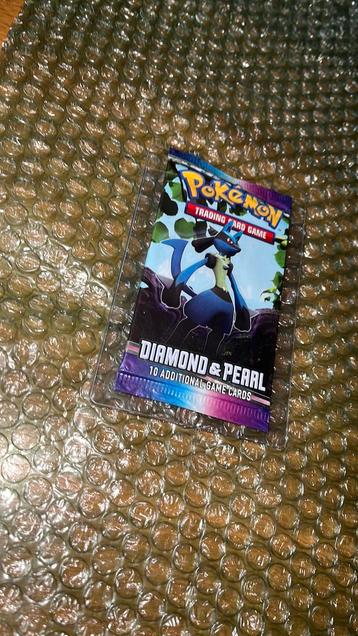 POKéMON
TRADING CARD GAME
DIAMOND & PEARL
10 ADDITIONAL GAME CARDS